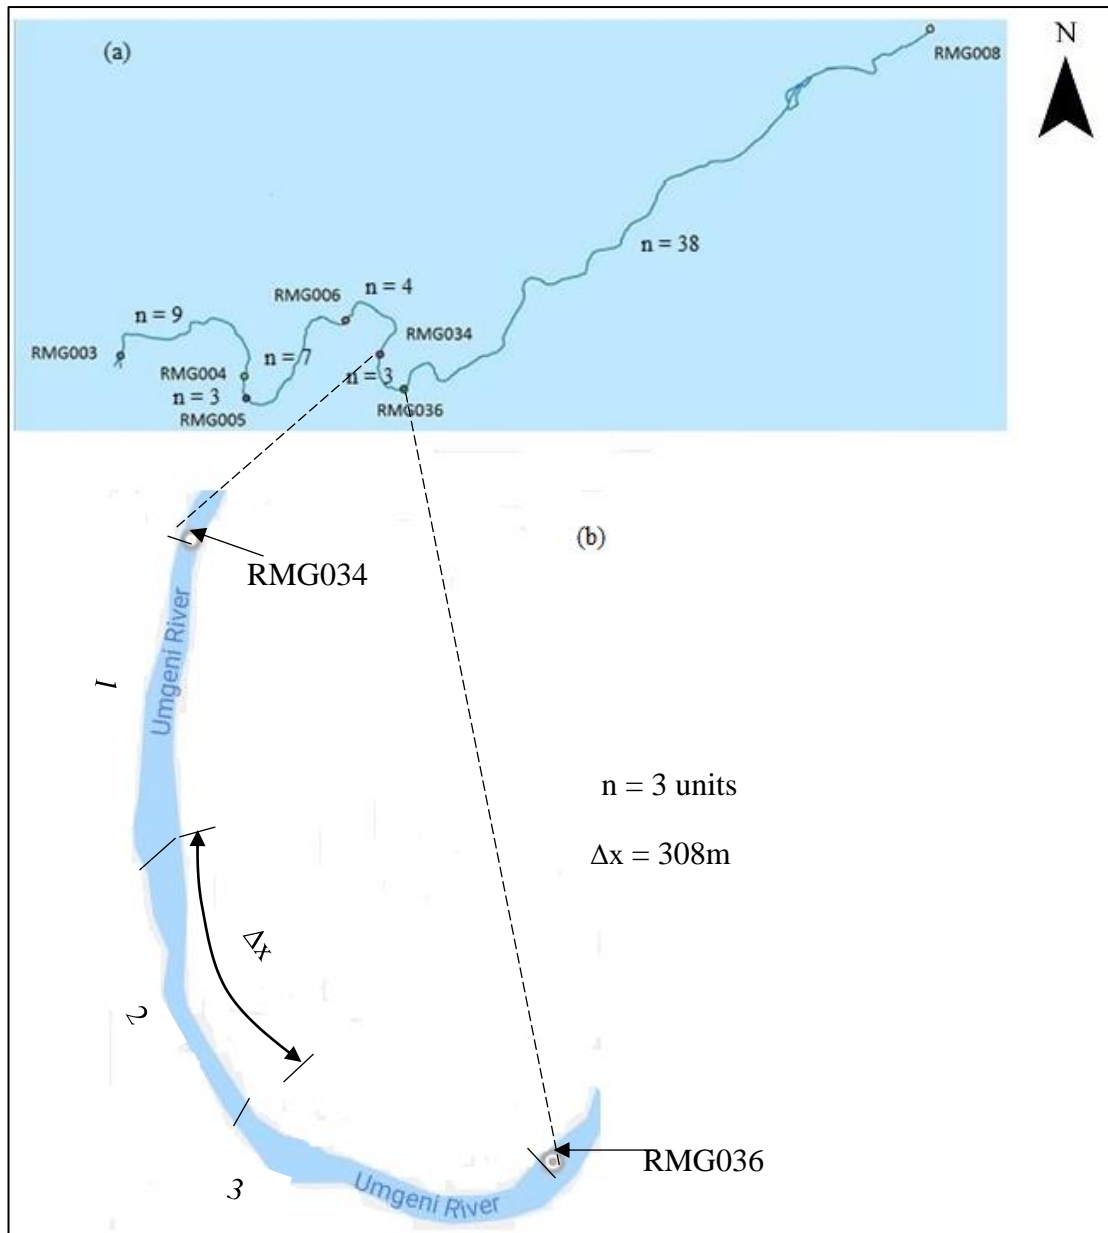 (a)
N
RMG008
n = 38
n = 4
RMG006
n = 9
RMG034
RMG003
n = 7
RMG004
n = 3
n = 3
RMG005
RMG036
(b)
RMG034
Umgeni River
1
n = 3 units
Δx = 308m
Δx
2
RMG036
3
Umgeni River